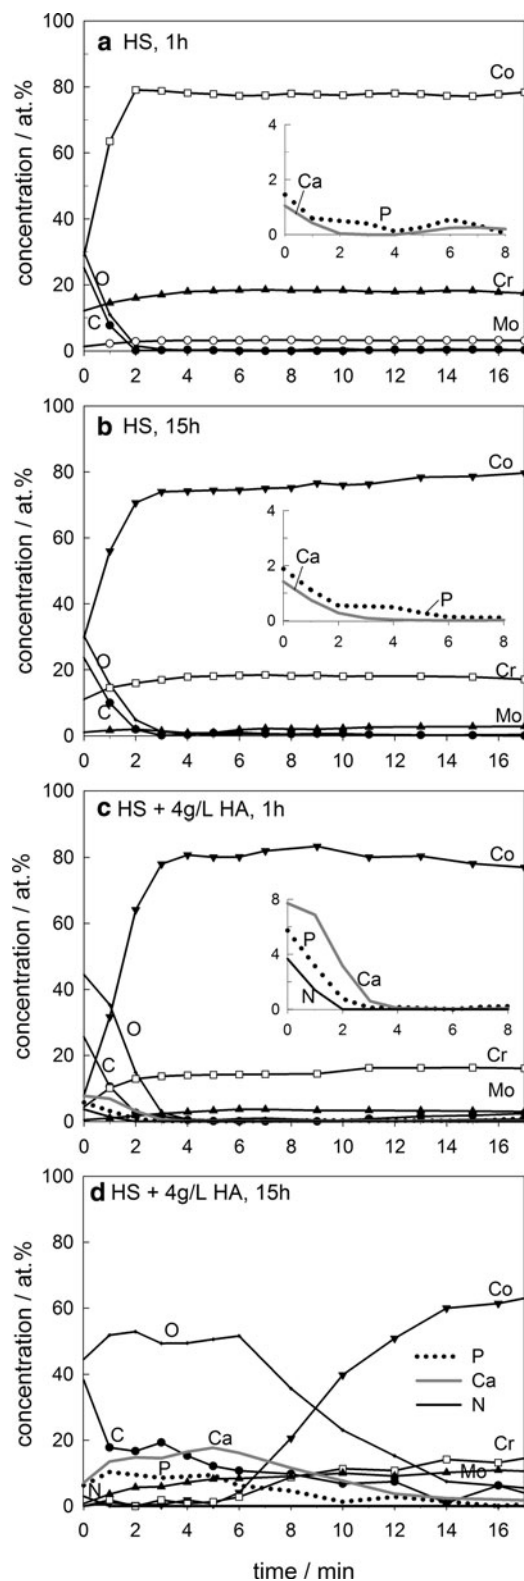 a HS, 1h
concentration / at.%
100
80
60
40
20
0
Co
O
C
Cr
Mo
4
2
0
Ca
P
0 2 4 6 8
0 2 4 6 8 10 12 14 16
b HS, 15h
concentration / at.%
100
80
60
40
20
0
Co
O
C
Cr
Mo
4
2
0
Ca
P
0 2 4 6 8
0 2 4 6 8 10 12 14 16
c HS + 4g/L HA, 1h
concentration / at.%
100
80
60
40
20
0
Co
O
C
Cr
Mo
8
4
0
P
Ca
N
0 2 4 6 8
0 2 4 6 8 10 12 14 16
d HS + 4g/L HA, 15h
concentration / at.%
100
80
60
40
20
0
Co
O
P
Ca
N
C
Ca
P
N
Cr
Mo
0 2 4 6 8 10 12 14 16
time / min